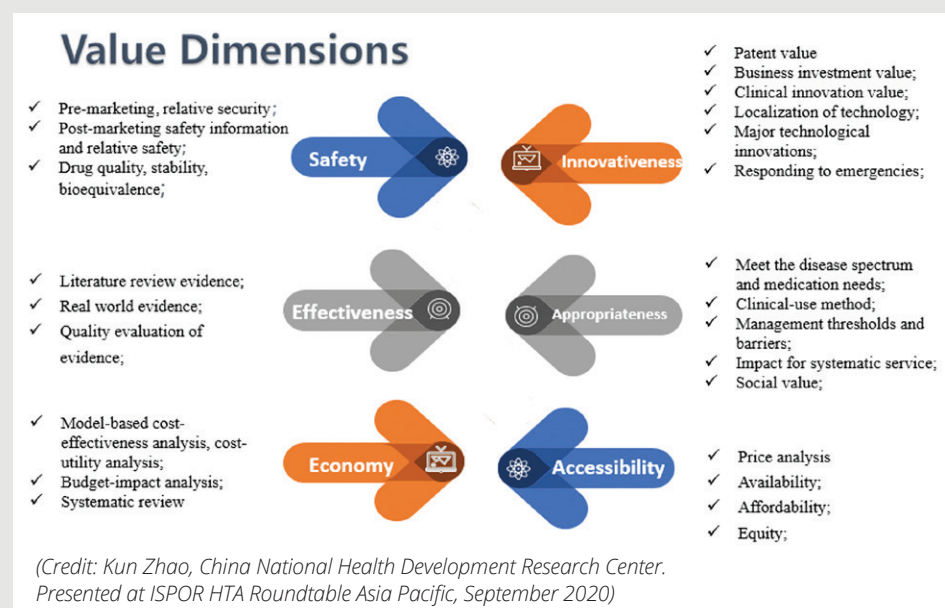 Value Dimensions
✓ Pre-marketing, relative security;
✓ Post-marketing safety information
and relative safety;
✓ Drug quality, stability,
bioequivalence;
Safety
Innovativeness
✓ Patent value
✓ Business investment value;
✓ Clinical innovation value;
✓ Localization of technology;
✓ Major technological
innovations;
✓ Responding to emergencies;
✓ Literature review evidence;
✓ Real world evidence;
✓ Quality evaluation of
evidence;
Effectiveness
Appropriateness
✓ Meet the disease spectrum
and medication needs;
✓ Clinical-use method;
✓ Management thresholds and
barriers;
✓ Impact for systematic service;
✓ Social value;
✓ Model-based cost-
effectiveness analysis, cost-
utility analysis;
✓ Budget-impact analysis;
✓ Systematic review
Economy
Accessibility
✓ Price analysis
✓ Availability;
✓ Affordability;
✓ Equity;
(Credit: Kun Zhao, China National Health Development Research Center.
Presented at ISPOR HTA Roundtable Asia Pacific, September 2020)